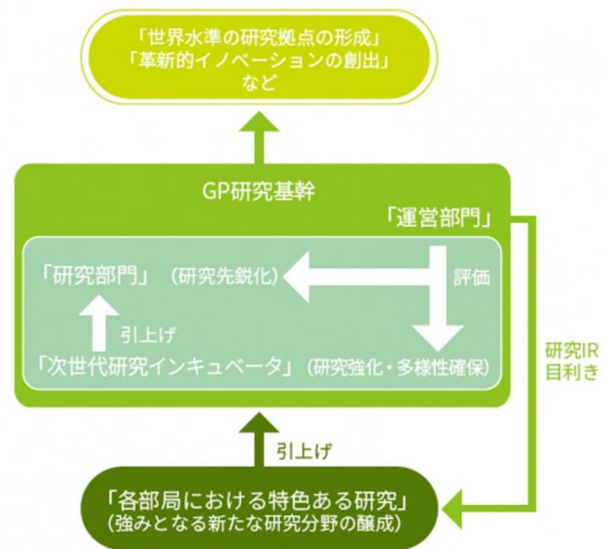 「世界水準の研究拠点の形成」
「革新的イノベーションの創出」
など
GP研究基幹
「運営部門」
「研究部門」（研究先鋭化）
評価
引上げ
「次世代研究インキュベータ」（研究強化・多様性確保）
研究IR
目利き
引上げ
「各部局における特色ある研究」
（強みとなる新たな研究分野の醸成）